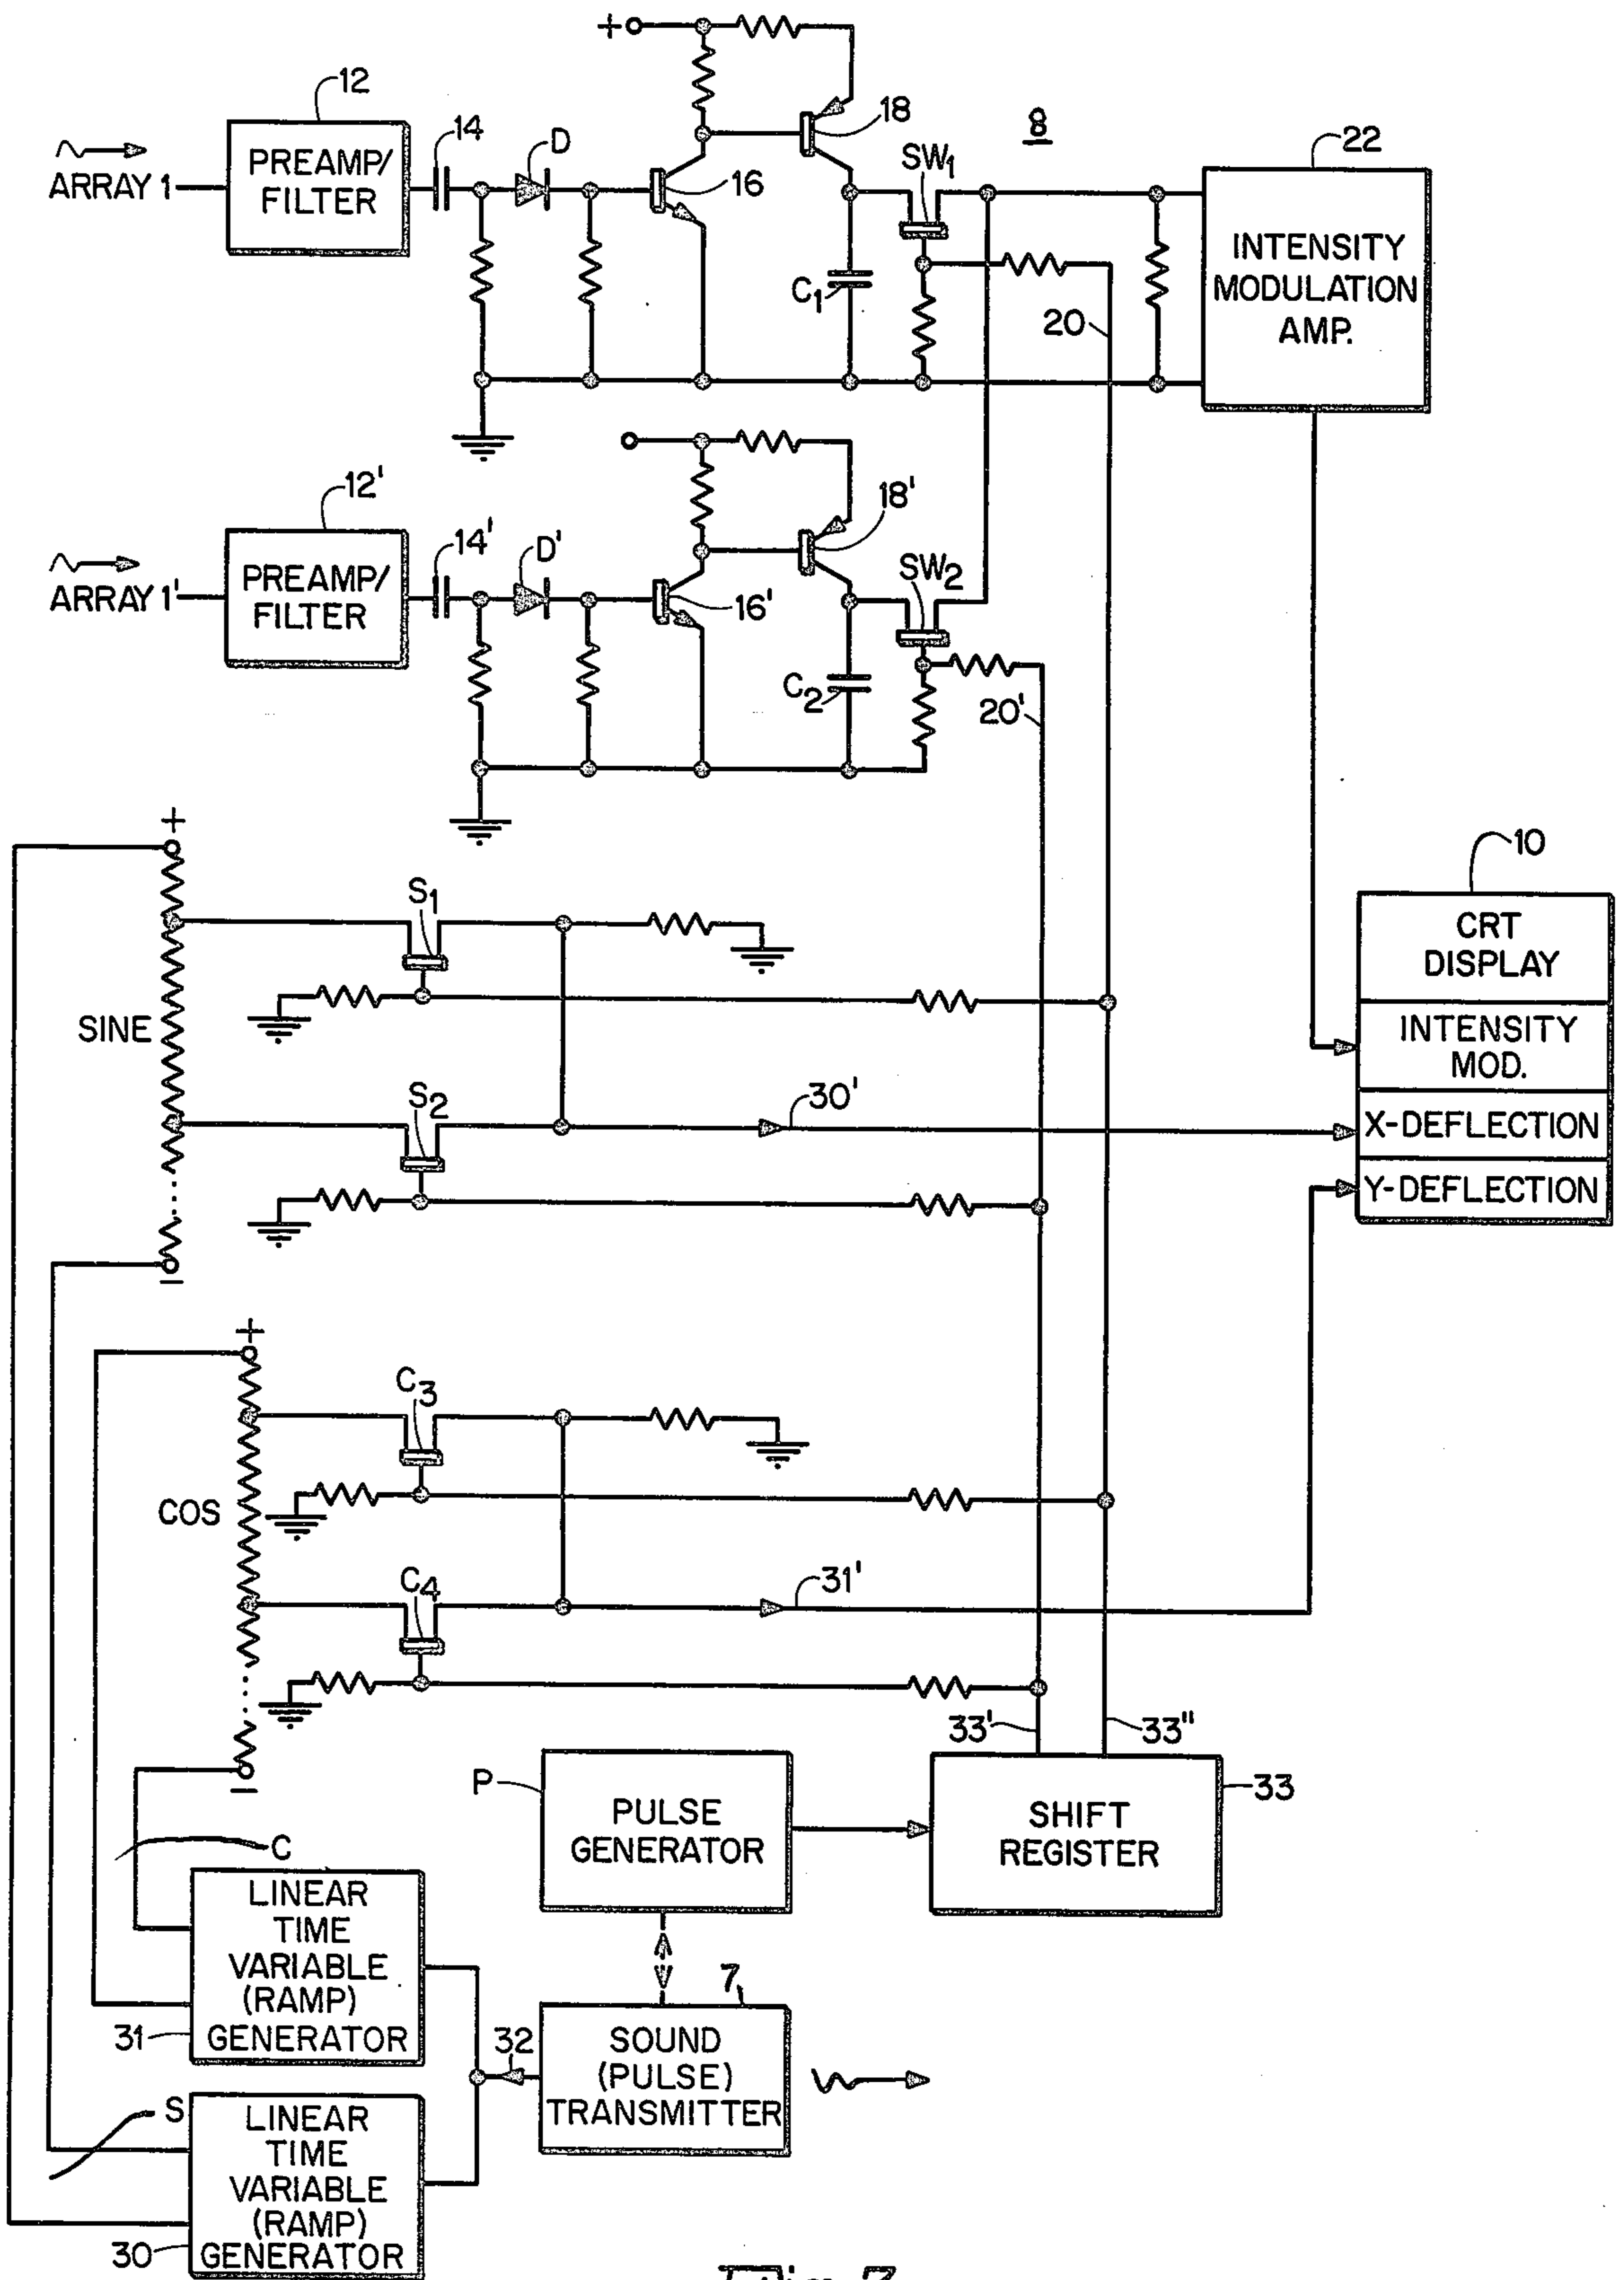 +
12
14
D
18
8
22
ARRAY 1
PREAMP/
FILTER
16
SW1
INTENSITY
MODULATION
AMP.
C1
20
12'
14'
D'
18'
ARRAY 1'
PREAMP/
FILTER
16'
SW2
C2
20'
+
10
S1
CRT
DISPLAY
SINE
INTENSITY
MOD.
S2
30'
X-DEFLECTION
Y-DEFLECTION
−
+
C3
COS
C4
31'
33'
33"
−
P
PULSE
GENERATOR
SHIFT
REGISTER
33
C
LINEAR
TIME
VARIABLE
(RAMP)
GENERATOR
31
7
32
SOUND
(PULSE)
TRANSMITTER
S
LINEAR
TIME
VARIABLE
(RAMP)
GENERATOR
30